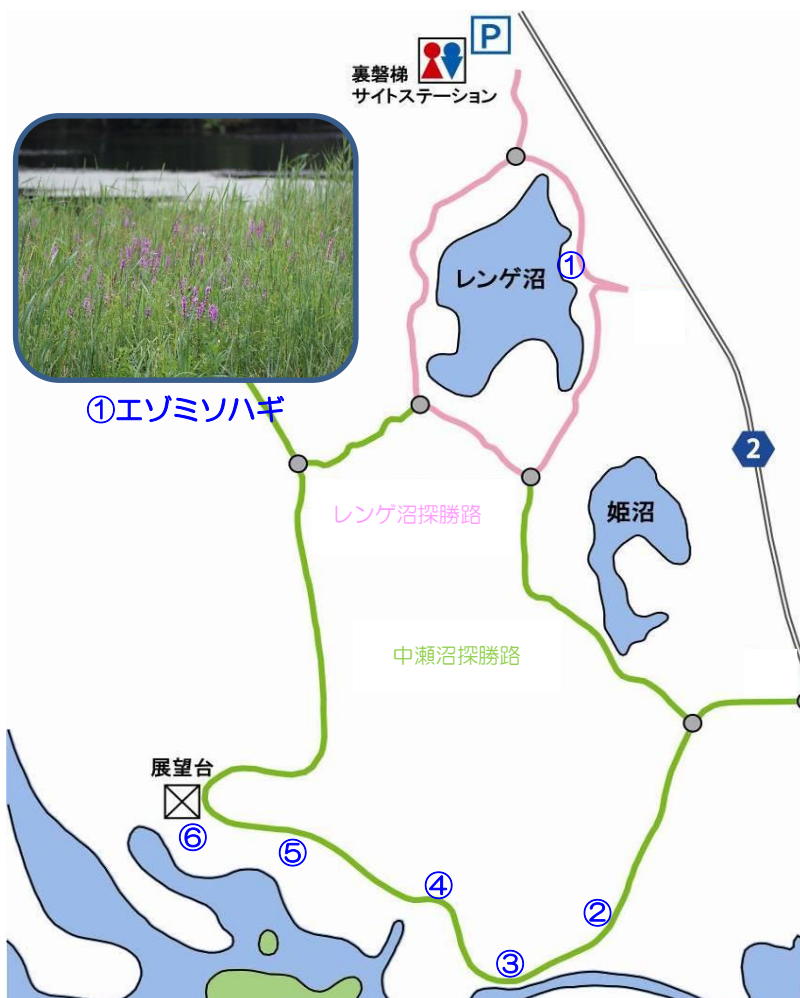 P
裏磐梯
サイトステーション
レンゲ沼
①
①エゾミソハギ
2
姫沼
レンゲ沼探勝路
中瀬沼探勝路
展望台
⑥
⑤
④
②
③